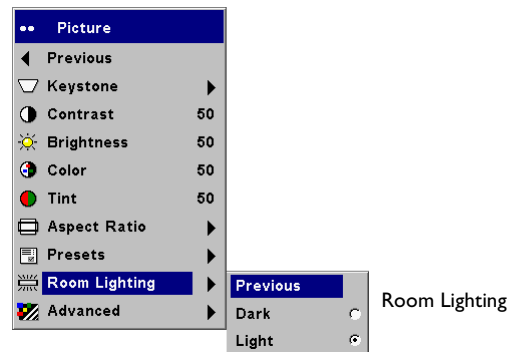 Picture
Previous
Keystone
Contrast 50
Brightness 50
Color 50
Tint 50
Aspect Ratio
Presets
Room Lighting
Advanced
Previous
Dark
Light
Room Lighting